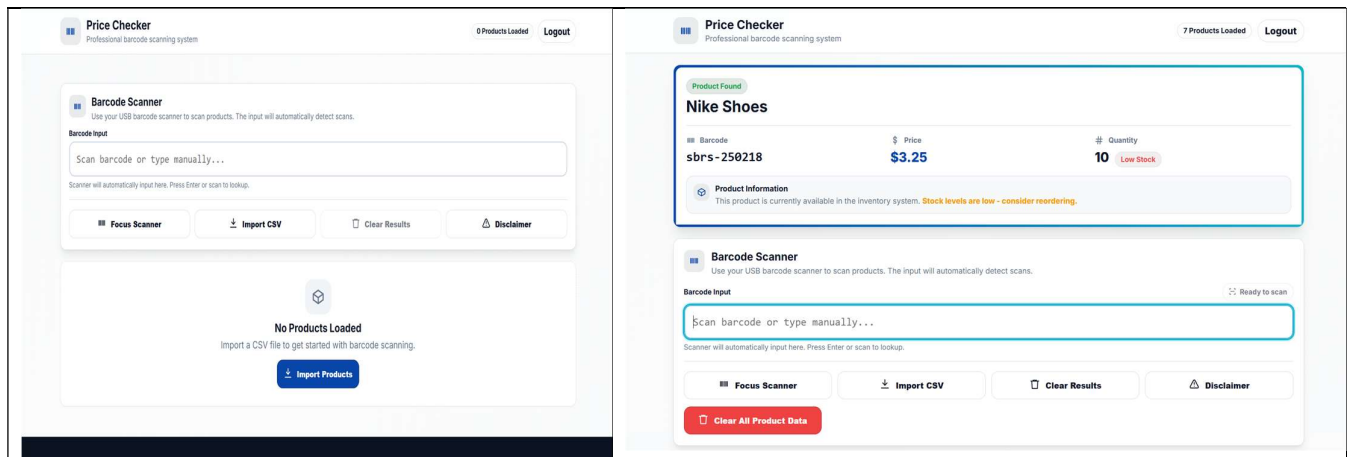 Price Checker
Professional barcode scanning system
0 Products Loaded
Logout
Barcode Scanner
Use your USB barcode scanner to scan products. The input will automatically detect scans.
Barcode Input
Scan barcode or type manually...
Scanner will automatically input here. Press Enter or scan to lookup.
Focus Scanner
Import CSV
Clear Results
Disclaimer
No Products Loaded
Import a CSV file to get started with barcode scanning.
Import Products
Price Checker
Professional barcode scanning system
7 Products Loaded
Logout
Product Found
Nike Shoes
Barcode
sbrs-250218
$ Price
$3.25
# Quantity
10 Low Stock
Product Information
This product is currently available in the inventory system. Stock levels are low - consider reordering.
Barcode Scanner
Use your USB barcode scanner to scan products. The input will automatically detect scans.
Barcode Input
Ready to scan
Scan barcode or type manually...
Scanner will automatically input here. Press Enter or scan to lookup.
Focus Scanner
Import CSV
Clear Results
Disclaimer
Clear All Product Data